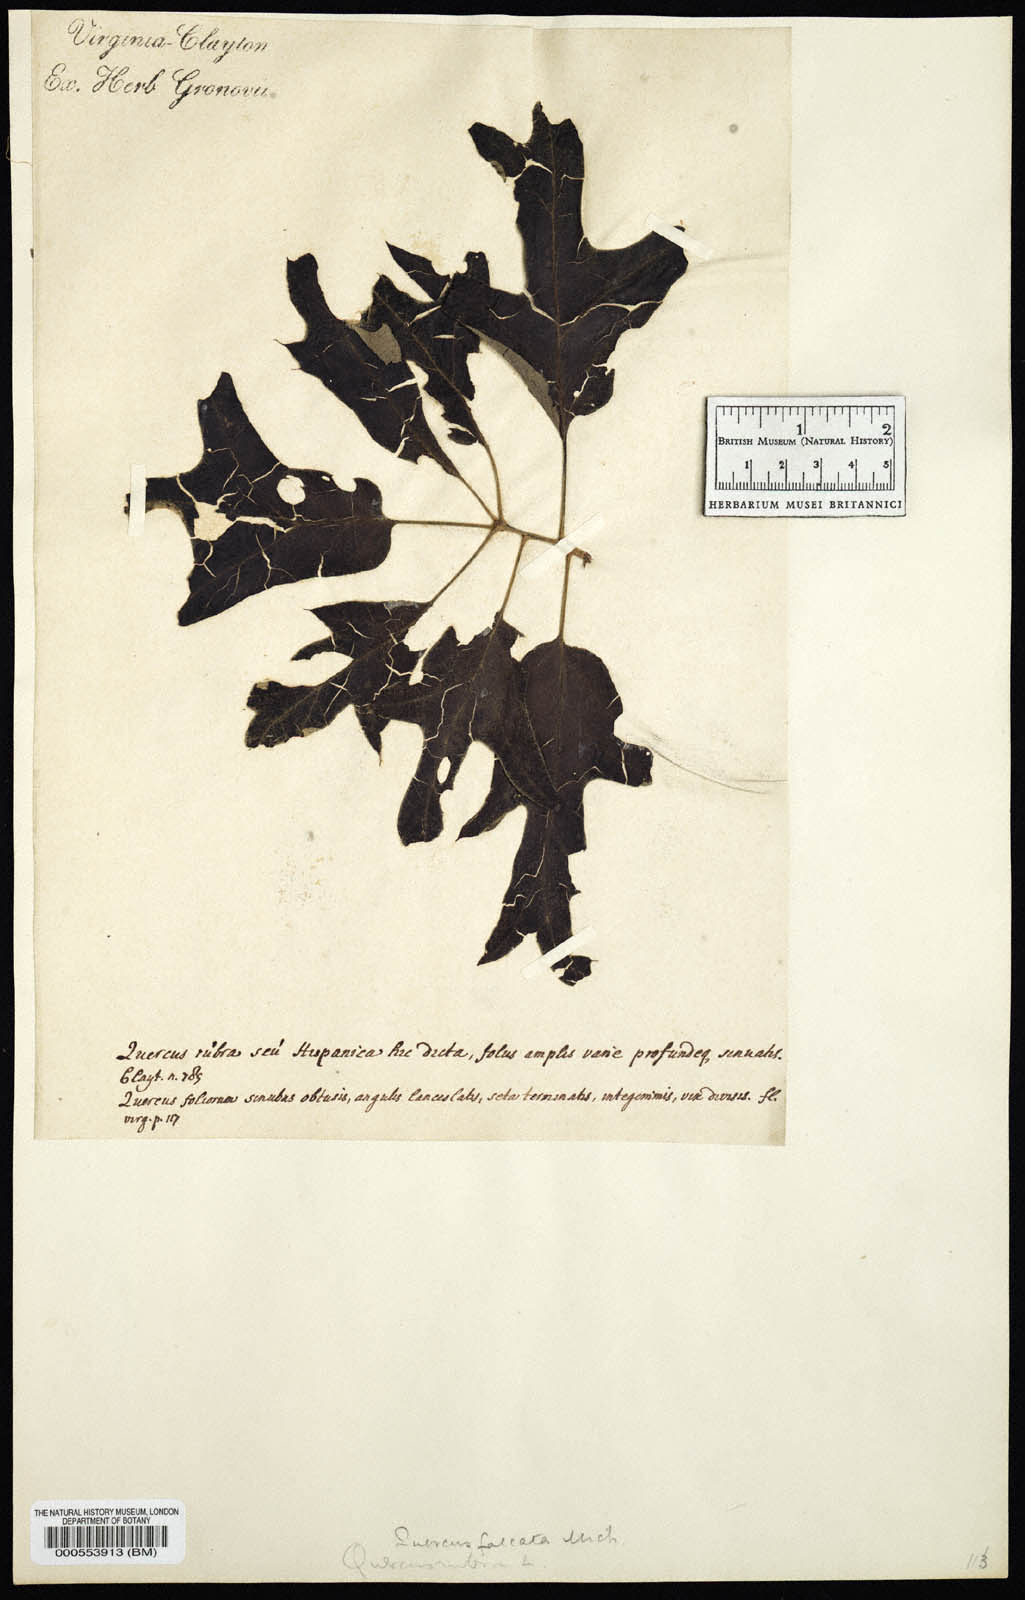 Virginia-Clayton
Ex. Herb Gronovii.
1 2
BRITISH MUSEUM (NATURAL HISTORY)
1 2 3 4 5
HERBARIUM MUSEI BRITANNICI
Quercus rubra seu Hispanica hic dicta, foliis amplis varie profundeq sinuatis.
Clayt. n. 785
Quercus foliorum sinubus obtusis, angulis lanceolatis, seta terminatis, integerrimis, vix divisis. fl.
virg. p. 117
THE NATURAL HISTORY MUSEUM, LONDON
DEPARTMENT OF BOTANY
000553913 (BM)
Quercus falcata Mich
Quercus rubra L.